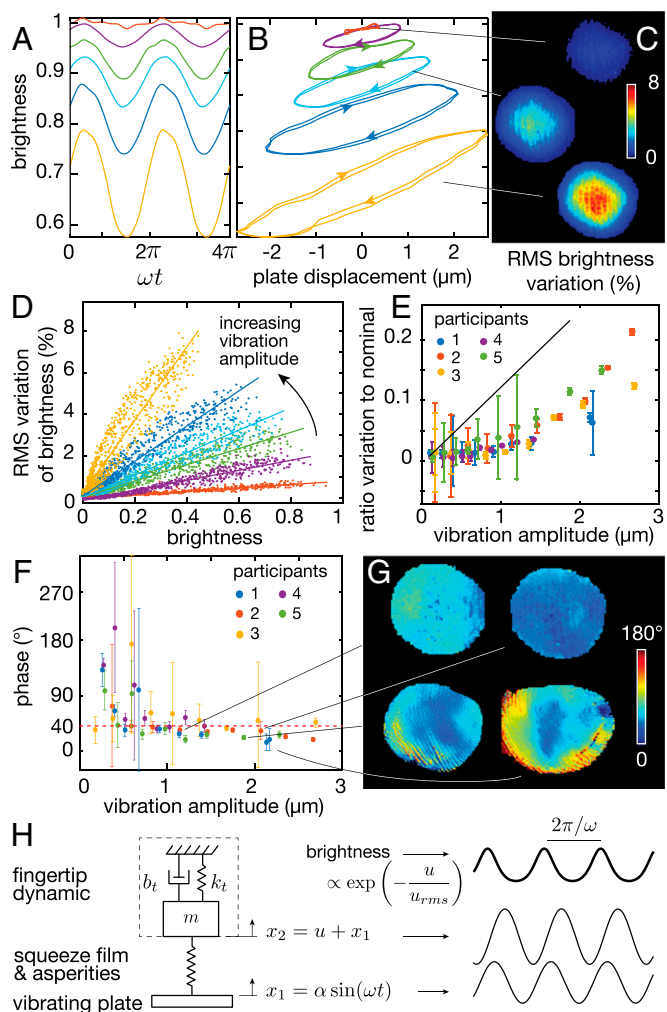 A
brightness
1
0.9
0.8
0.7
0.6
0
2π
4π
ωt
B
-2
-1
0
1
2
plate displacement (μm)
C
8
0
RMS brightness
variation (%)
D
RMS variation
of brightness (%)
8
6
4
2
0
increasing
vibration
amplitude
0
0.2
0.4
0.6
0.8
1
brightness
E
ratio variation to nominal
0.2
0.1
0
participants
1
4
2
5
3
0
1
2
3
vibration amplitude (μm)
F
phase (°)
270
180
90
40
0
participants
1
4
2
5
3
0
1
2
3
vibration amplitude (μm)
G
180°
0
H
fingertip
dynamic
b_t
k_t
m
squeeze film
& asperities
vibrating plate
brightness
∝ exp(−u/u_{rms})
2π/ω
x_2 = u + x_1
x_1 = α sin(ωt)